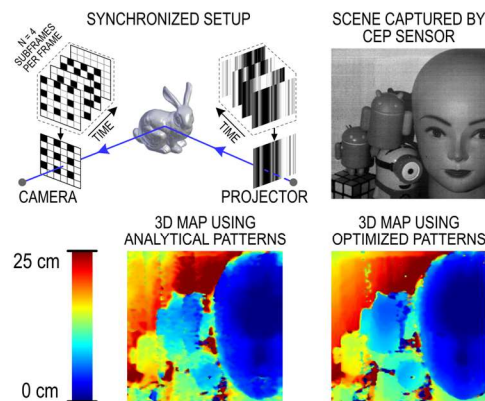 SYNCHRONIZED SETUP
N = 4
SUBFRAMES
PER FRAME
TIME
TIME
CAMERA
PROJECTOR
SCENE CAPTURED BY
CEP SENSOR
3D MAP USING
ANALYTICAL PATTERNS
3D MAP USING
OPTIMIZED PATTERNS
25 cm
0 cm